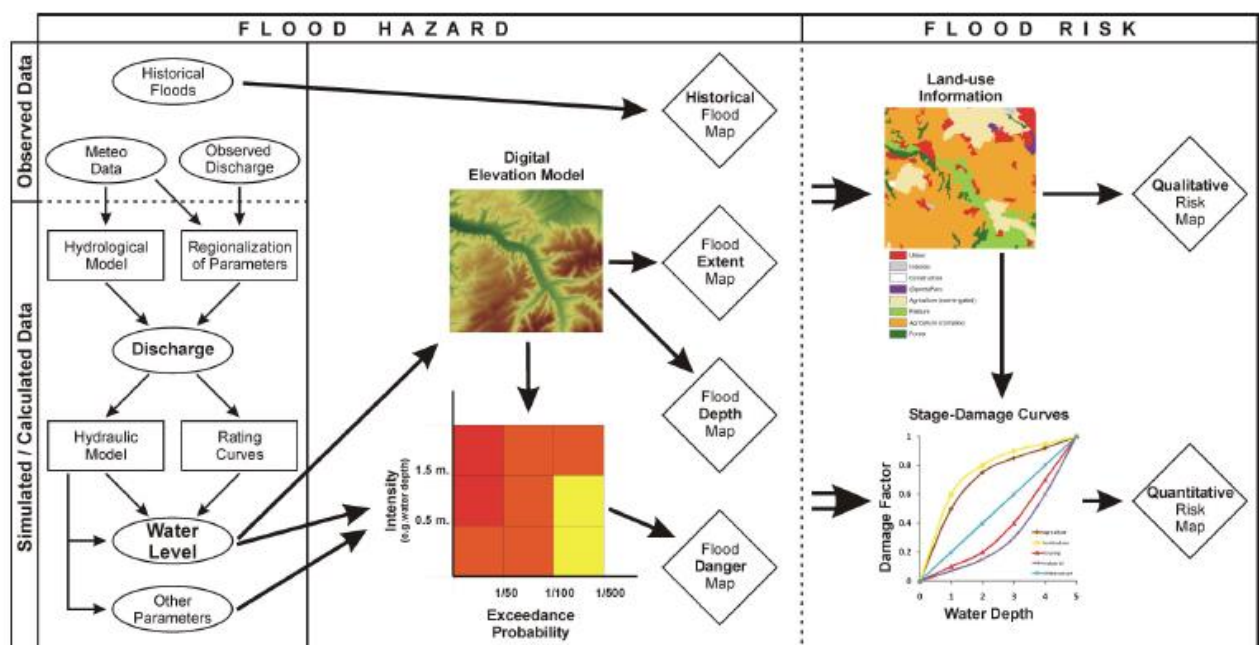 FLOOD HAZARD
FLOOD RISK
Observed Data
Simulated / Calculated Data
Historical
Floods
Meteo
Data
Observed
Discharge
Hydrological
Model
Regionalization
of Parameters
Discharge
Hydraulic
Model
Rating
Curves
Water
Level
Other
Parameters
Digital
Elevation Model
Intensity
(e.g.water depth)
1.5 m.
0.5 m.
1/50
1/100
1/500
Exceedance
Probability
Historical
Flood
Map
Flood
Extent
Map
Flood
Depth
Map
Flood
Danger
Map
Land-use
Information
Urban
Agriculture
Pasture
Agriculture
Forest
Qualitative
Risk
Map
Stage-Damage Curves
Damage Factor
1
0.8
0.6
0.4
0.2
0
0
1
2
3
4
5
Water Depth
Quantitative
Risk
Map